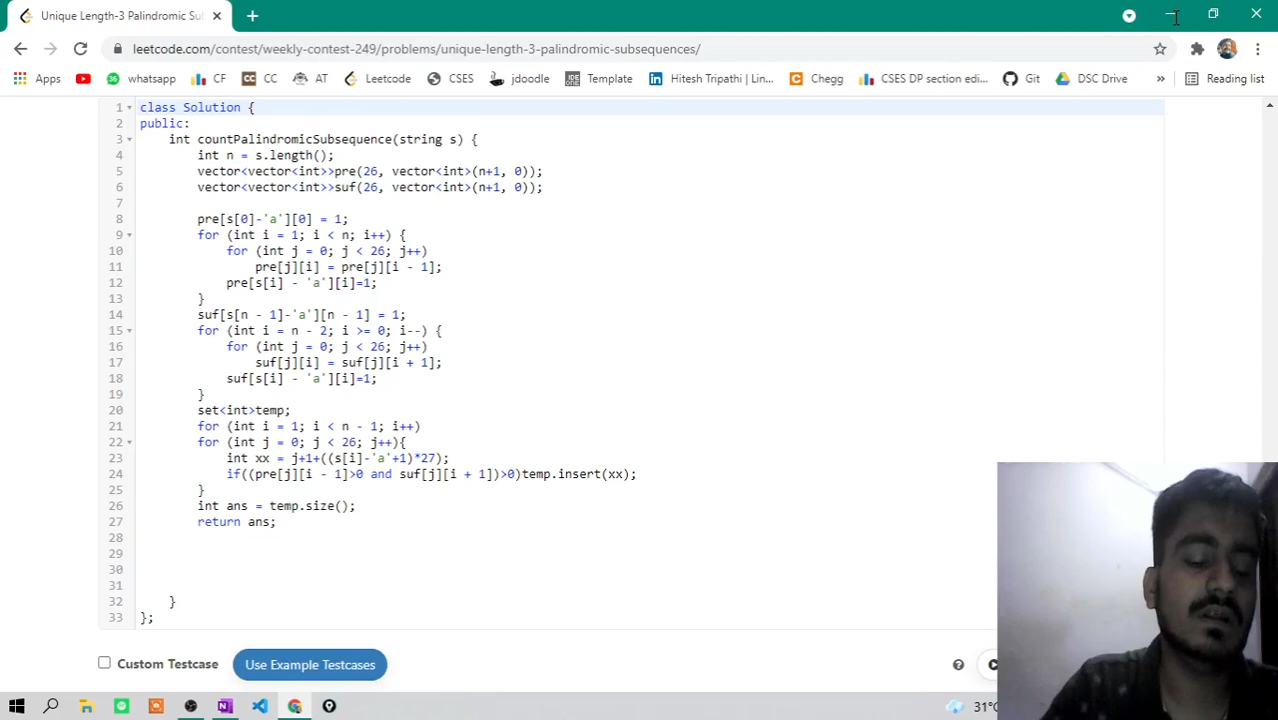 Unique Length-3 Palindromic Su
leetcode.com/contest/weekly-contest-249/problems/unique-length-3-palindromic-subsequences/
Apps whatsapp CF CC AT Leetcode CSES jdoodle Template Hitesh Tripathi | Lin... Chegg CSES DP section edi... Git DSC Drive » Reading list
1 class Solution {
2 public:
3 int countPalindromicSubsequence(string s) {
4 int n = s.length();
5 vector<vector<int>>pre(26, vector<int>(n+1, 0));
6 vector<vector<int>>suf(26, vector<int>(n+1, 0));
7
8 pre[s[0]-'a'][0] = 1;
9 for (int i = 1; i < n; i++) {
10 for (int j = 0; j < 26; j++)
11 pre[j][i] = pre[j][i - 1];
12 pre[s[i] - 'a'][i]=1;
13 }
14 suf[s[n - 1]-'a'][n - 1] = 1;
15 for (int i = n - 2; i >= 0; i--) {
16 for (int j = 0; j < 26; j++)
17 suf[j][i] = suf[j][i + 1];
18 suf[s[i] - 'a'][i]=1;
19 }
20 set<int>temp;
21 for (int i = 1; i < n - 1; i++)
22 for (int j = 0; j < 26; j++){
23 int xx = j+1+((s[i]-'a'+1)*27);
24 if((pre[j][i - 1]>0 and suf[j][i + 1])>0)temp.insert(xx);
25 }
26 int ans = temp.size();
27 return ans;
28
29
30
31
32 }
33 };
Custom Testcase Use Example Testcases
31°C